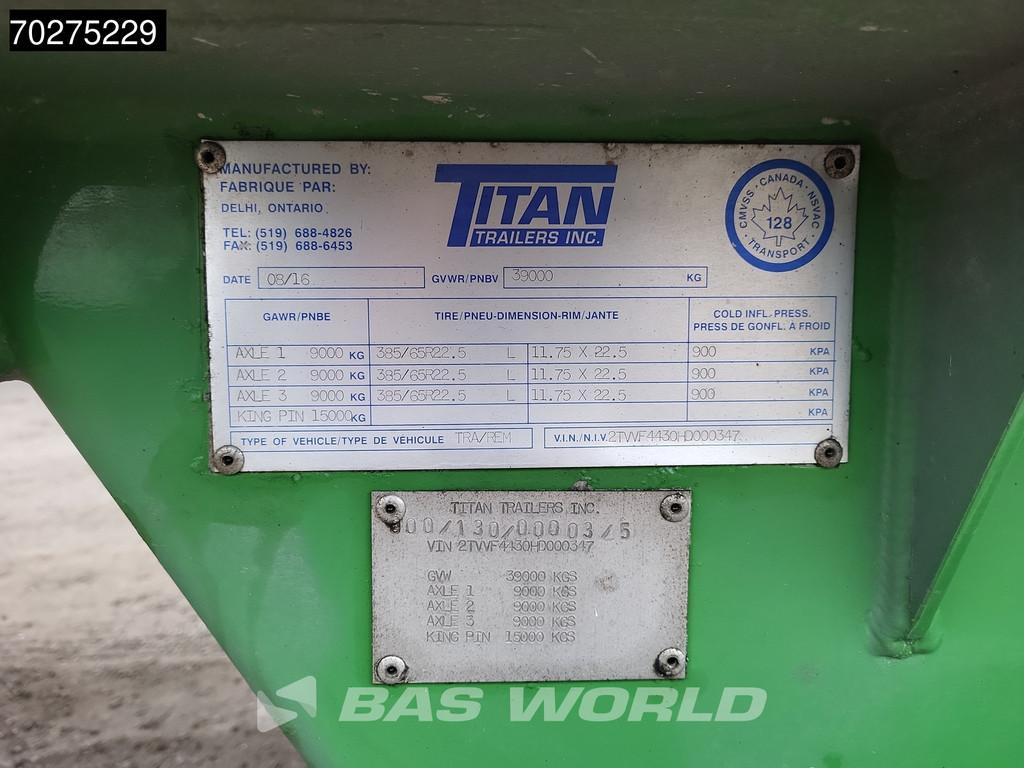 70275229
MANUFACTURED BY:
FABRIQUE PAR:
DELHI, ONTARIO
TEL: (519) 688-4826
FAX: (519) 688-6453
TITAN
TRAILERS INC.
CMVSS · CANADA · NSVAC
128
· TRANSPORT ·
DATE 08/16 GVWR/PNBV 39000 KG
GAWR/PNBE TIRE/PNEU-DIMENSION-RIM/JANTE COLD INFL. PRESS.
PRESS DE GONFL. À FROID
AXLE 1 9000 KG 385/65R22.5 L 11.75 X 22.5 900 KPA
AXLE 2 9000 KG 385/65R22.5 L 11.75 X 22.5 900 KPA
AXLE 3 9000 KG 385/65R22.5 L 11.75 X 22.5 900 KPA
KING PIN 15000 KG KPA
TYPE OF VEHICLE/TYPE DE VÉHICULE TRA/REM V.I.N./N.I.V. 2TVVF4430HD000347
TITAN TRAILERS INC.
00/130/00003/5
VIN 2TVVF4430HD000347
GVW 39000 KGS
AXLE 1 9000 KGS
AXLE 2 9000 KGS
AXLE 3 9000 KGS
KING PIN 15000 KGS
BAS WORLD